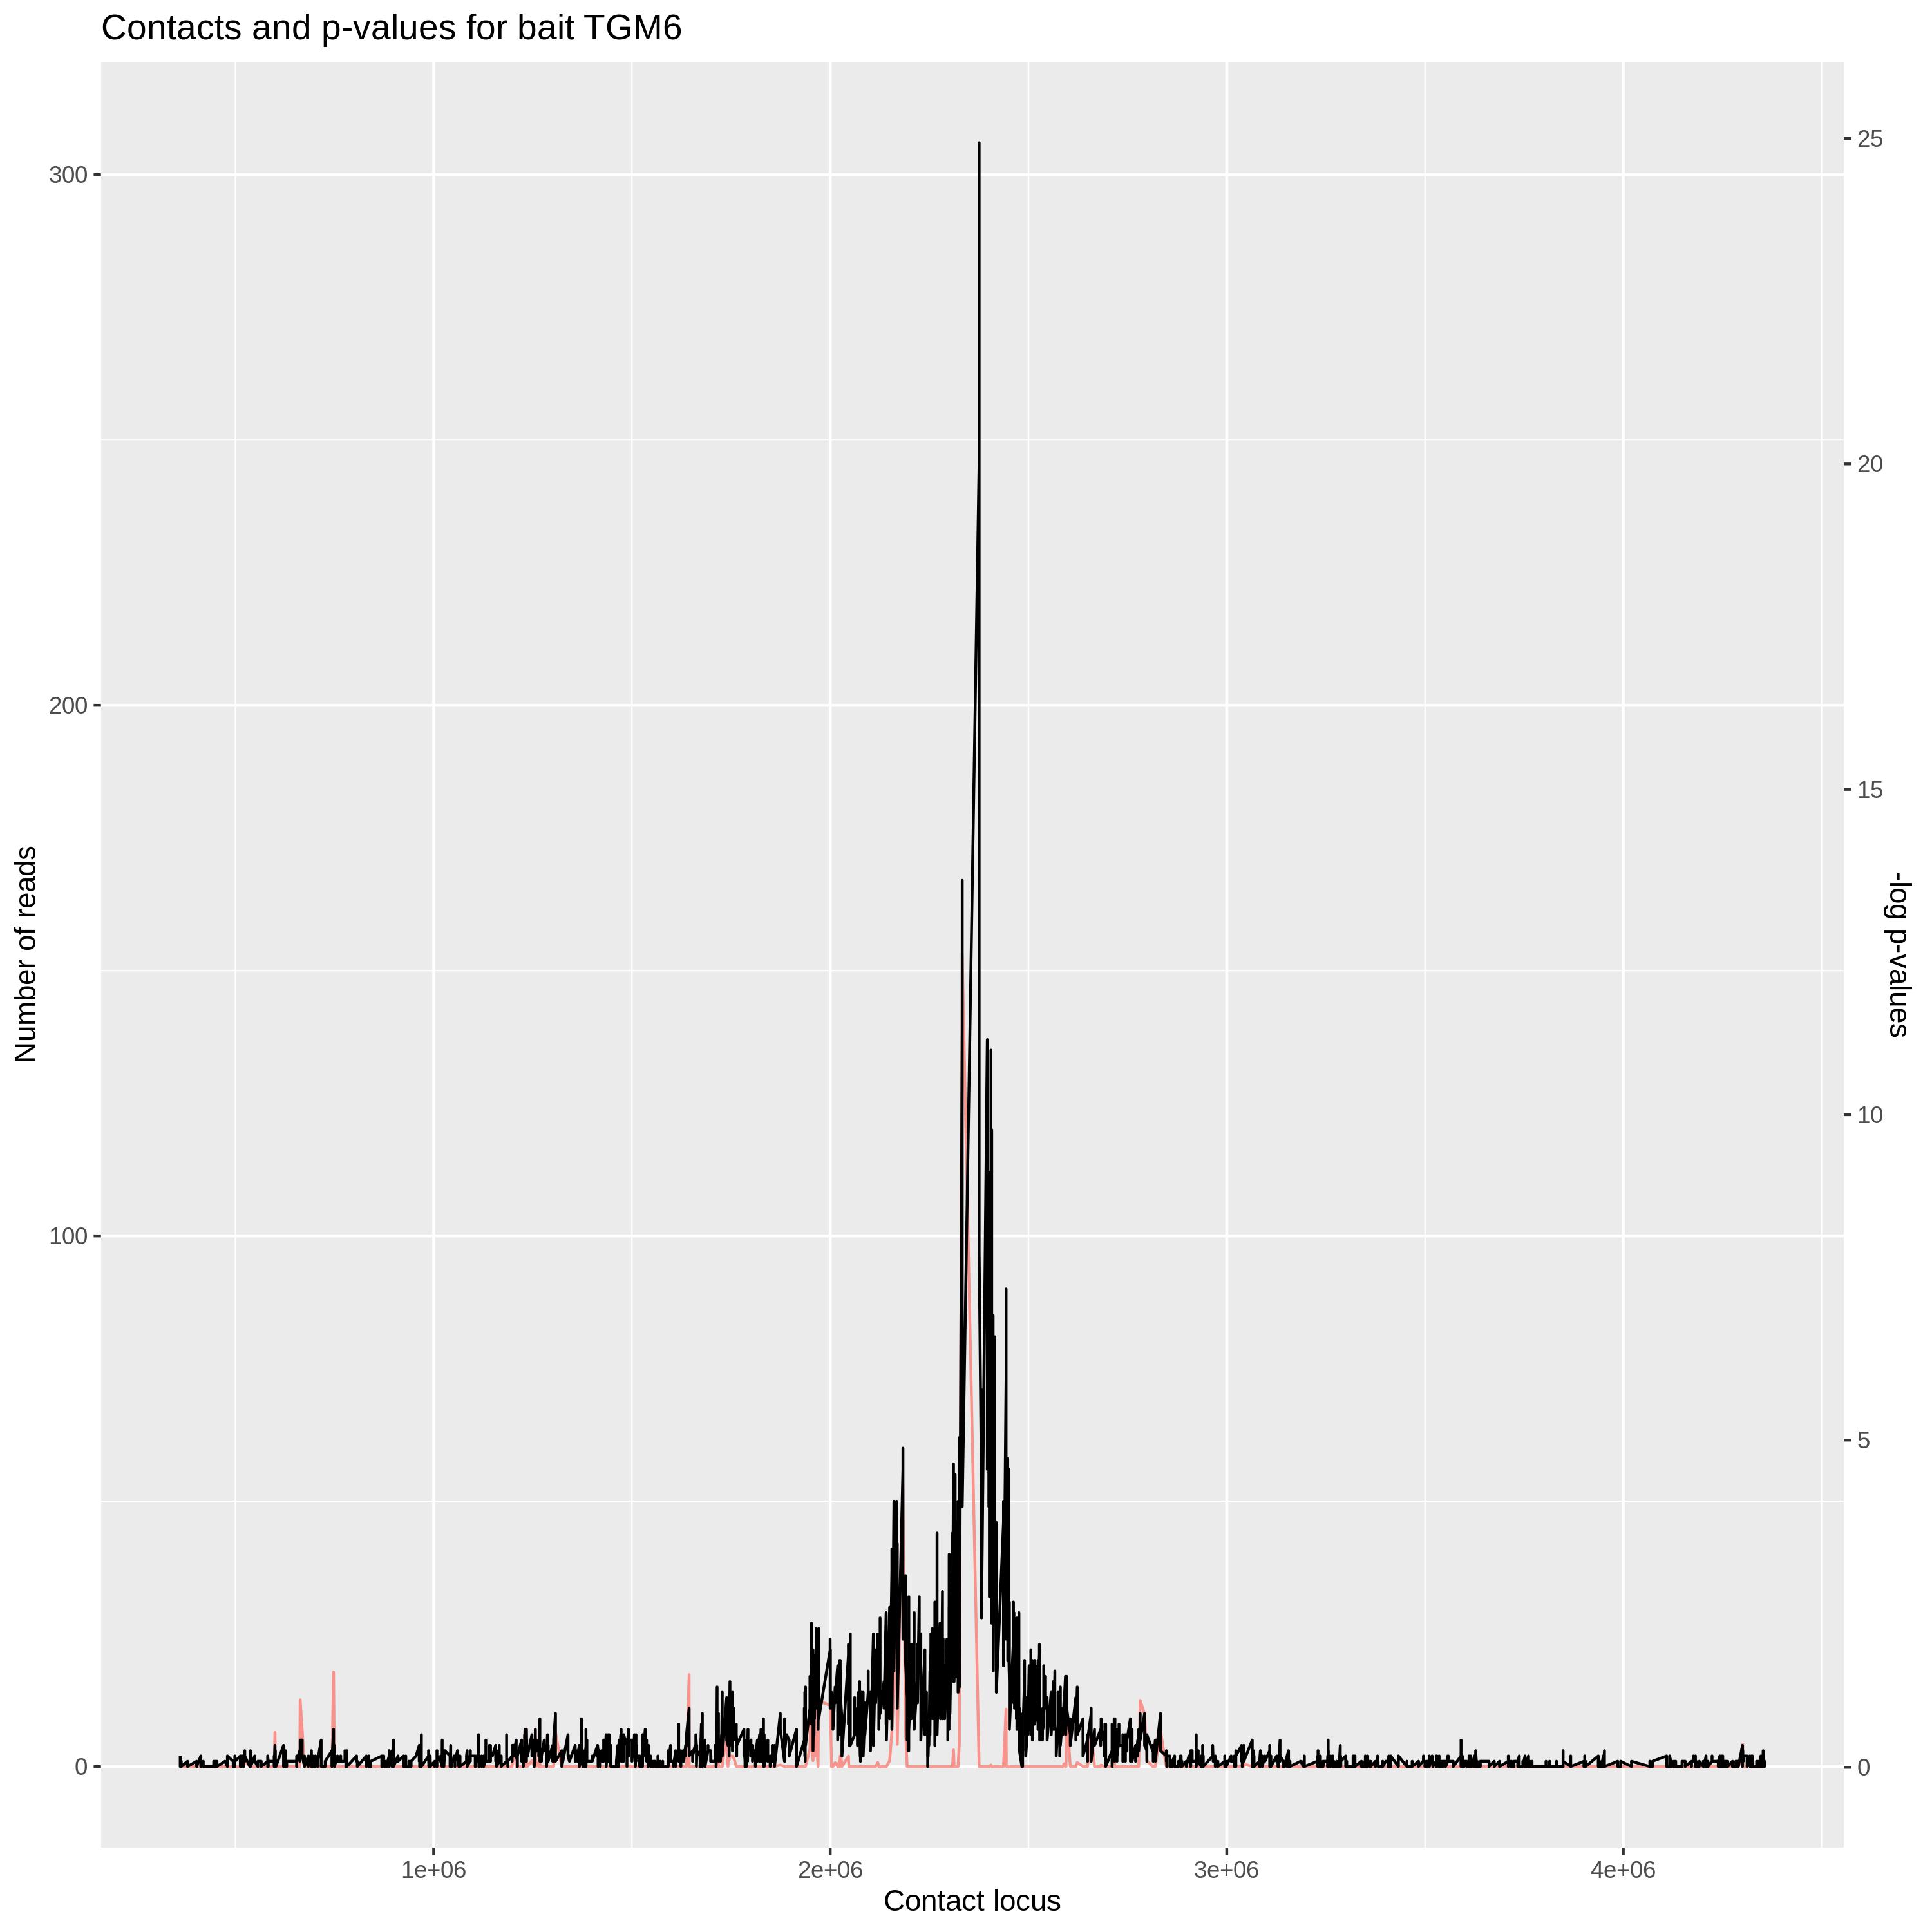 Contacts and p-values for bait TGM6
300
200
100
0
Number of reads
25
20
15
10
5
0
-log p-values
1e+06
2e+06
3e+06
4e+06
Contact locus